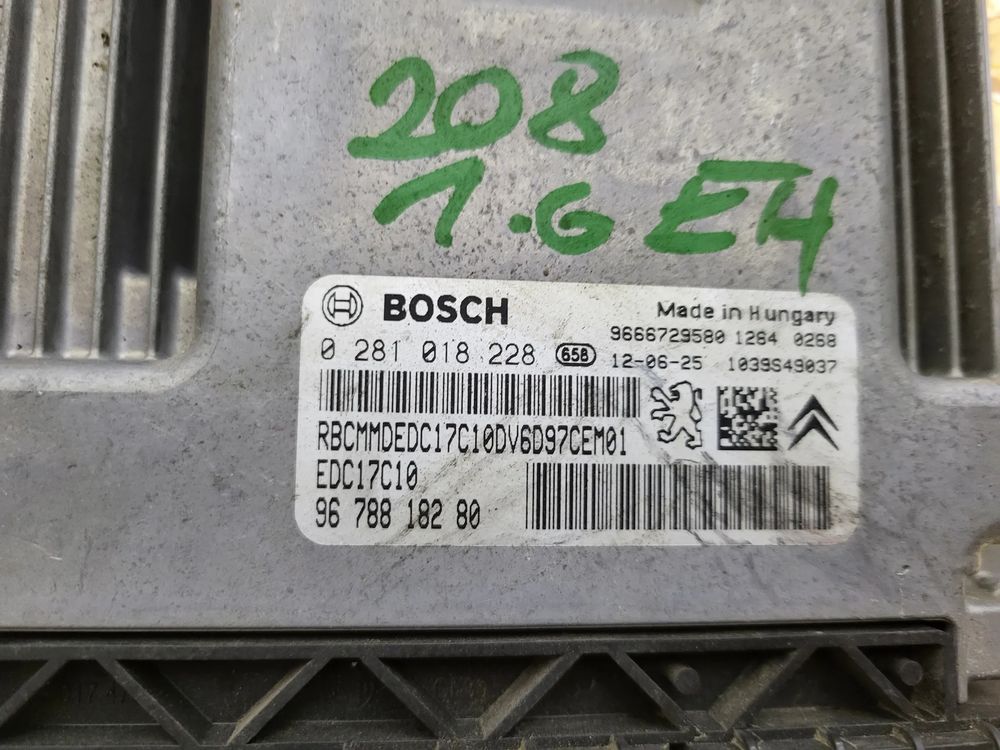 208
1.6 EH
BOSCH
Made in Hungary
9666729580 1264 0268
0 281 018 228 658 12-06-25 1039S49037
RBCMMDEDC17C10DV6D97CEM01
EDC17C10
96 788 182 80